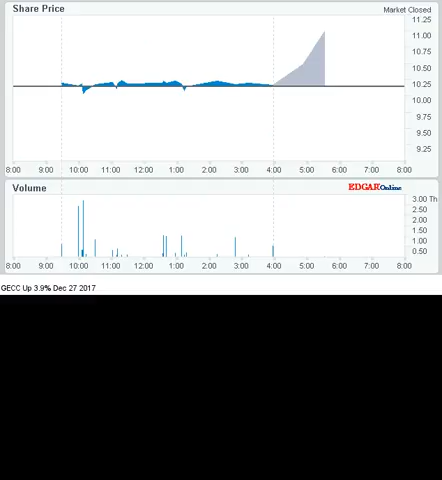 Share Price
Market Closed
11.25
11.00
10.75
10.50
10.25
10.00
9.75
9.50
9.25
8:00 10:00 11:00 12:00 1:00 2:00 3:00 4:00 5:00 6:00 7:00 8:00
Volume
EDGAR Online
3.00 Th
2.50
2.00
1.50
1.00
0.50
8:00 10:00 11:00 12:00 1:00 2:00 3:00 4:00 5:00 6:00 7:00 8:00
GECC Up 3.9% Dec 27 2017